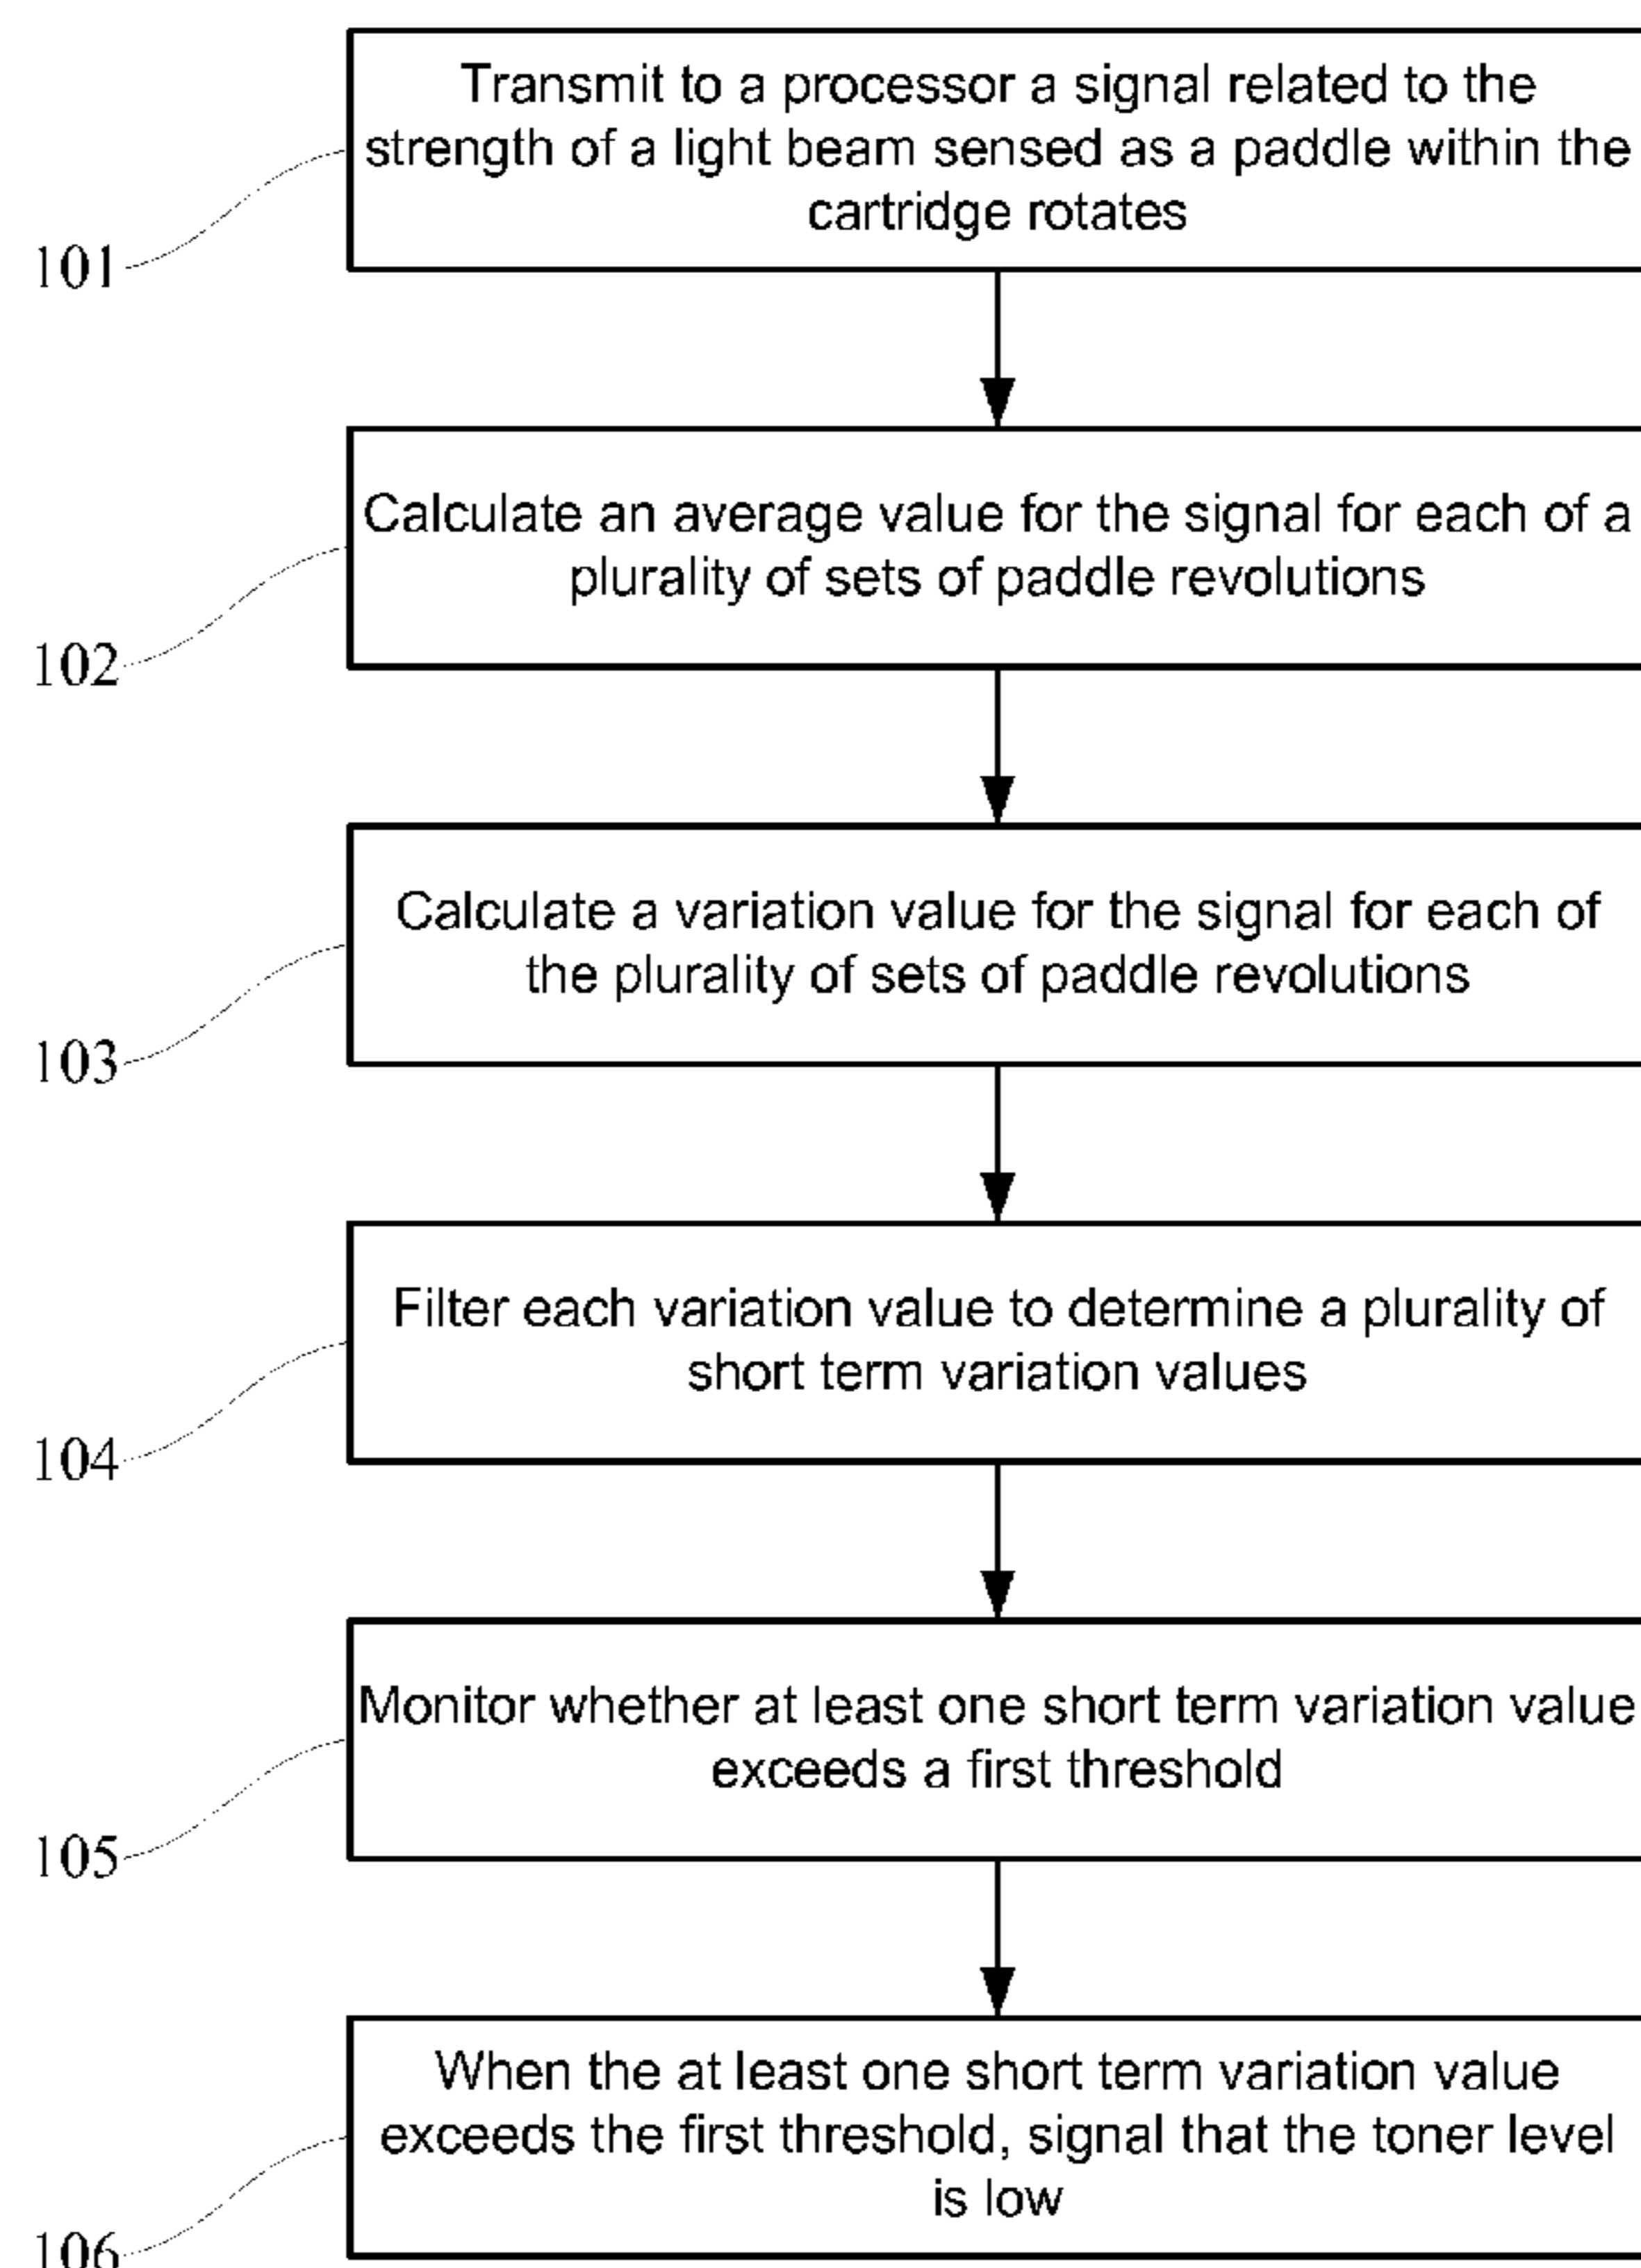 Transmit to a processor a signal related to the
strength of a light beam sensed as a paddle within the
cartridge rotates
101
Calculate an average value for the signal for each of a
plurality of sets of paddle revolutions
102
Calculate a variation value for the signal for each of
the plurality of sets of paddle revolutions
103
Filter each variation value to determine a plurality of
short term variation values
104
Monitor whether at least one short term variation value
exceeds a first threshold
105
When the at least one short term variation value
exceeds the first threshold, signal that the toner level
is low
106